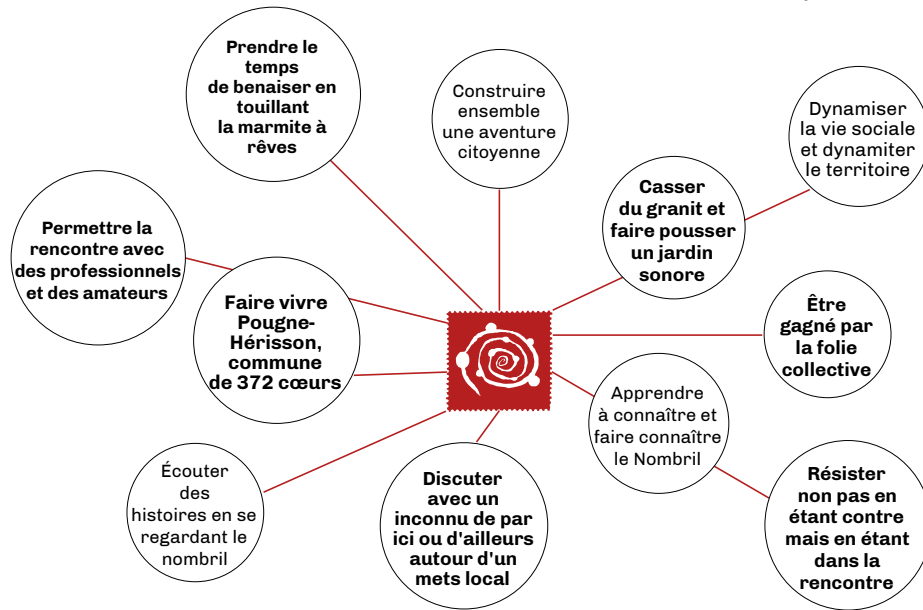 Prendre le
temps
de benaiser en
touillant
la marmite à
rêves
Construire
ensemble
une aventure
citoyenne
Dynamiser
la vie sociale
et dynamiter
le territoire
Casser
du granit et
faire pousser
un jardin
sonore
Permettre la
rencontre avec
des professionnels
et des amateurs
Faire vivre
Pougne-
Hérisson,
commune
de 372 cœurs
Être
gagné par
la folie
collective
Apprendre
à connaître et
faire connaître
le Nombril
Écouter
des
histoires en se
regardant le
nombril
Discuter
avec un
inconnu de par
ici ou d'ailleurs
autour d'un
mets local
Résister
non pas en
étant contre
mais en étant
dans la
rencontre